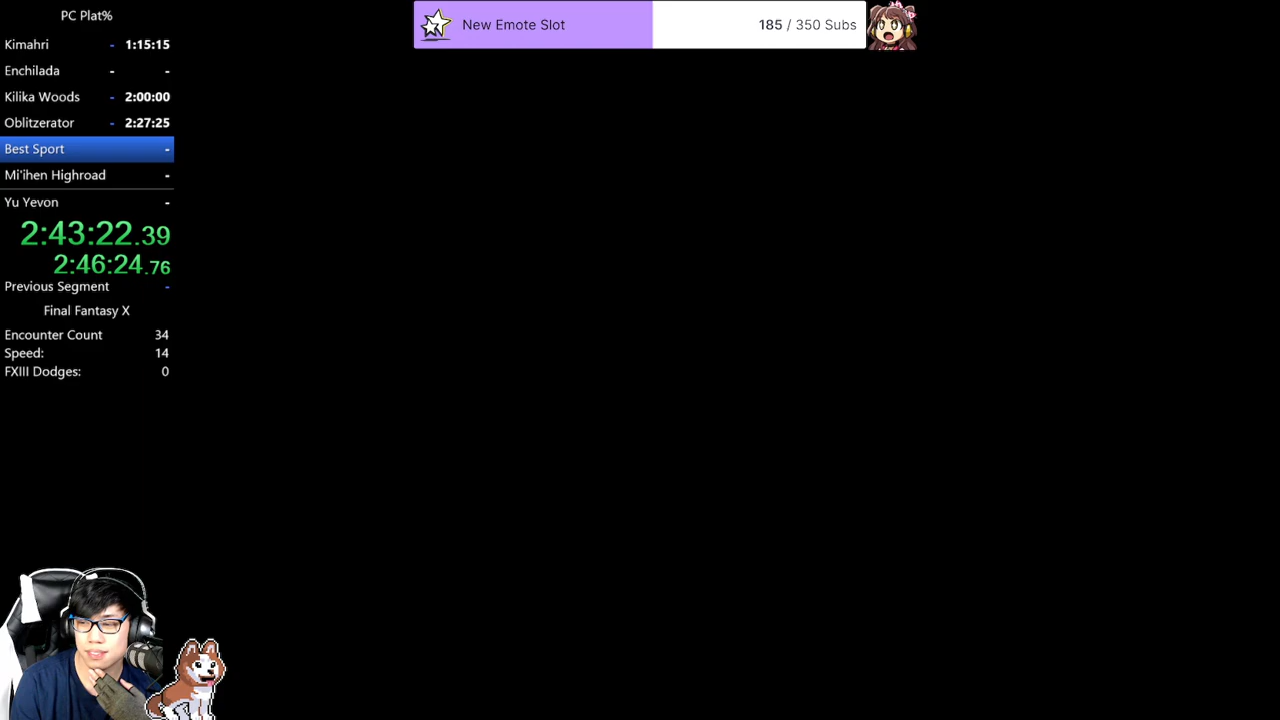 PC Plat%
Kimahri - 1:15:15
Enchilada - -
Kilika Woods - 2:00:00
Oblitzerator - 2:27:25
Best Sport -
Mi'ihen Highroad -
Yu Yevon -
2:43:22.39
2:46:24.76
Previous Segment -
Final Fantasy X
Encounter Count 34
Speed: 14
FXIII Dodges: 0
New Emote Slot 185 / 350 Subs